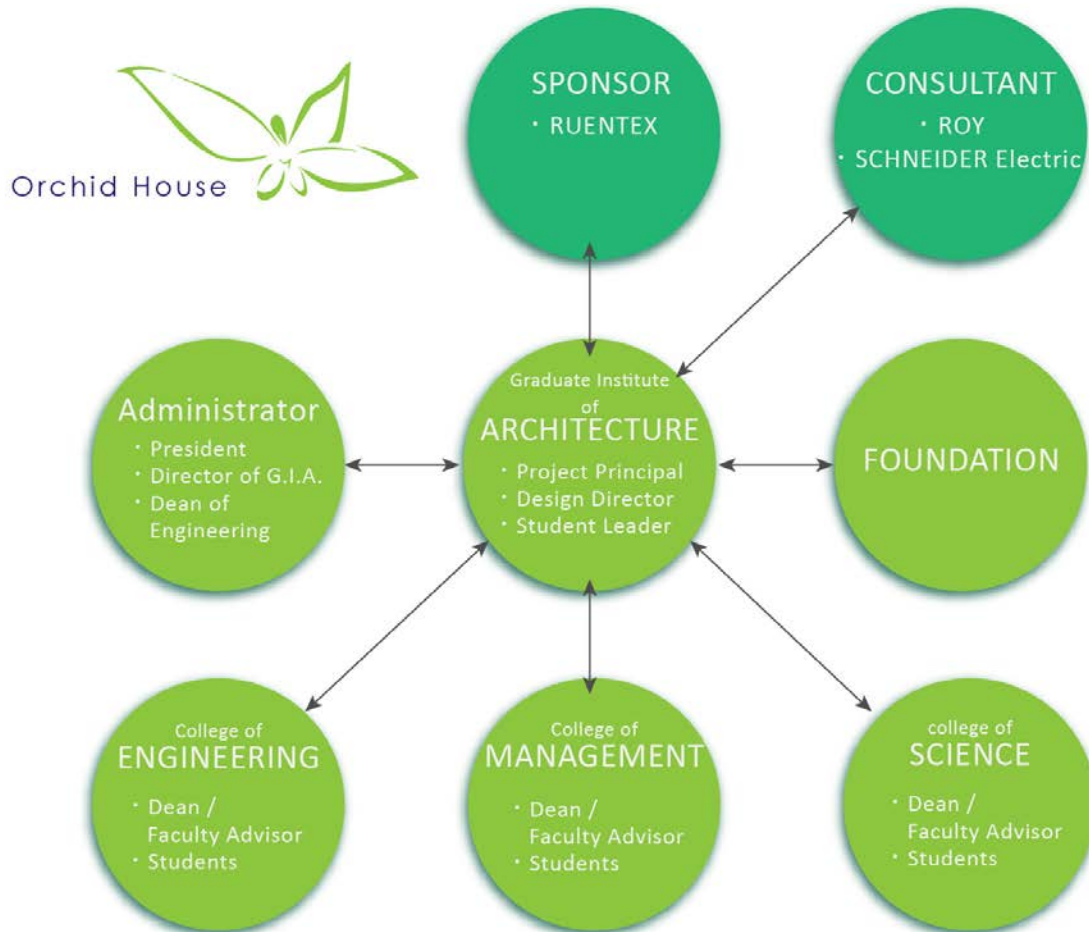 Orchid House
SPONSOR
· RUENTEX
CONSULTANT
· ROY
· SCHNEIDER Electric
Administrator
· President
· Director of G.I.A.
· Dean of
Engineering
Graduate Institute
of
ARCHITECTURE
· Project Principal
· Design Director
· Student Leader
FOUNDATION
College of
ENGINEERING
· Dean /
Faculty Advisor
· Students
College of
MANAGEMENT
· Dean /
Faculty Advisor
· Students
college of
SCIENCE
· Dean /
Faculty Advisor
· Students